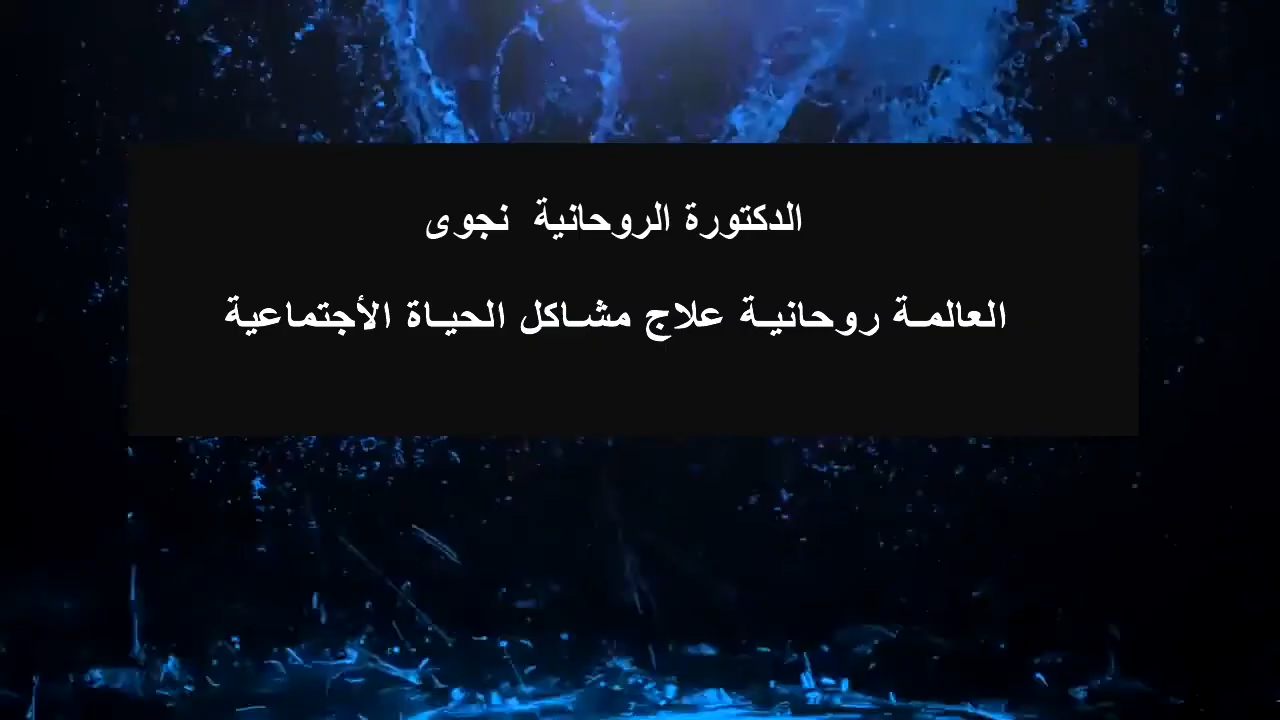 الدكتورة الروحانية نجوى
العالمـة روحانيـة علاج مشـاكل الحيـاة الأجتماعية